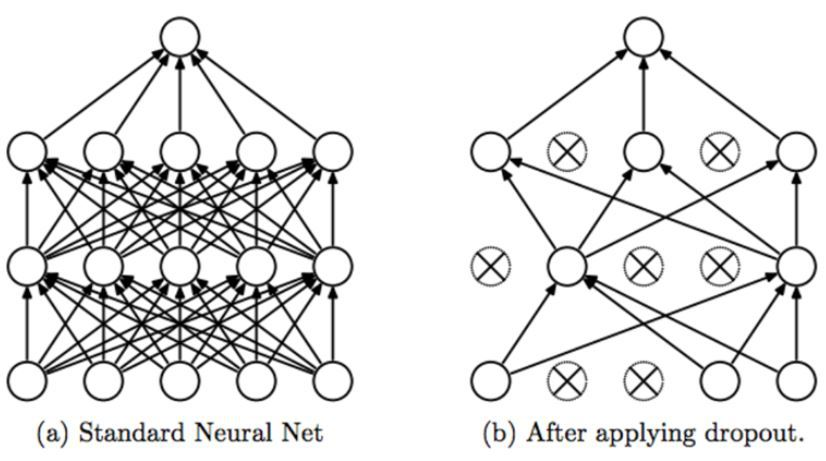 (a) Standard Neural Net
(b) After applying dropout.